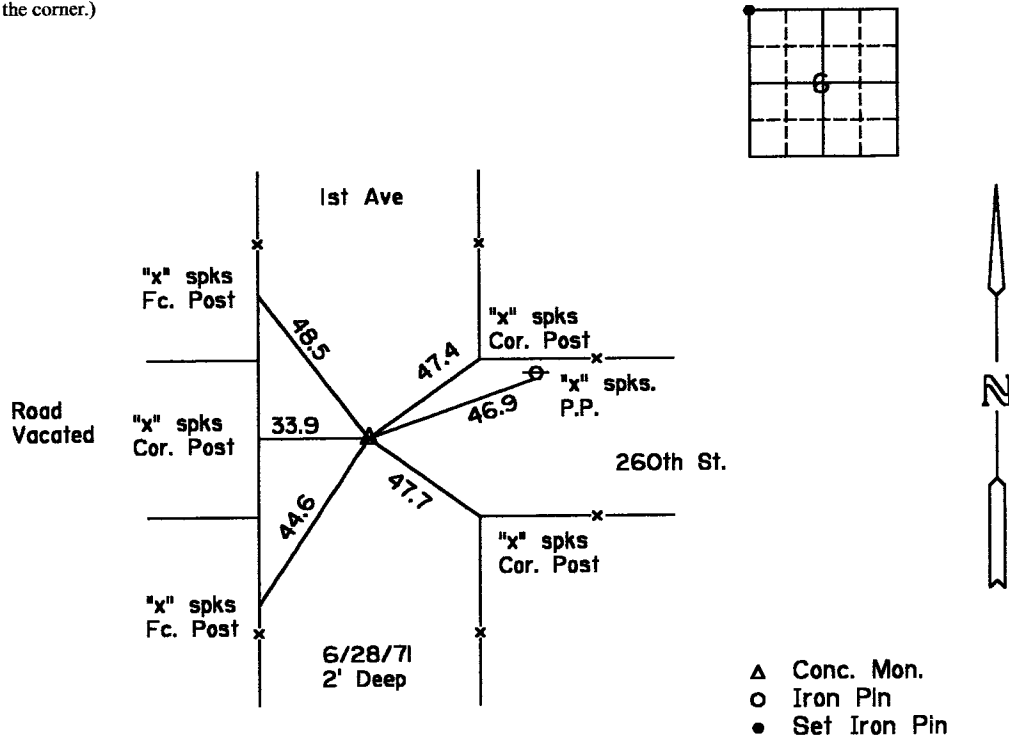 the corner.)
6
1st Ave
"x" spks
Fc. Post
48.5
"x" spks
Cor. Post
47.4
"x" spks.
P.P.
46.9
Road
Vacated
"x" spks
Cor. Post
33.9
N
260th St.
47.7
44.6
"x" spks
Cor. Post
"x" spks
Fc. Post
6/28/71
2' Deep
Conc. Mon.
Iron Pin
Set Iron Pin